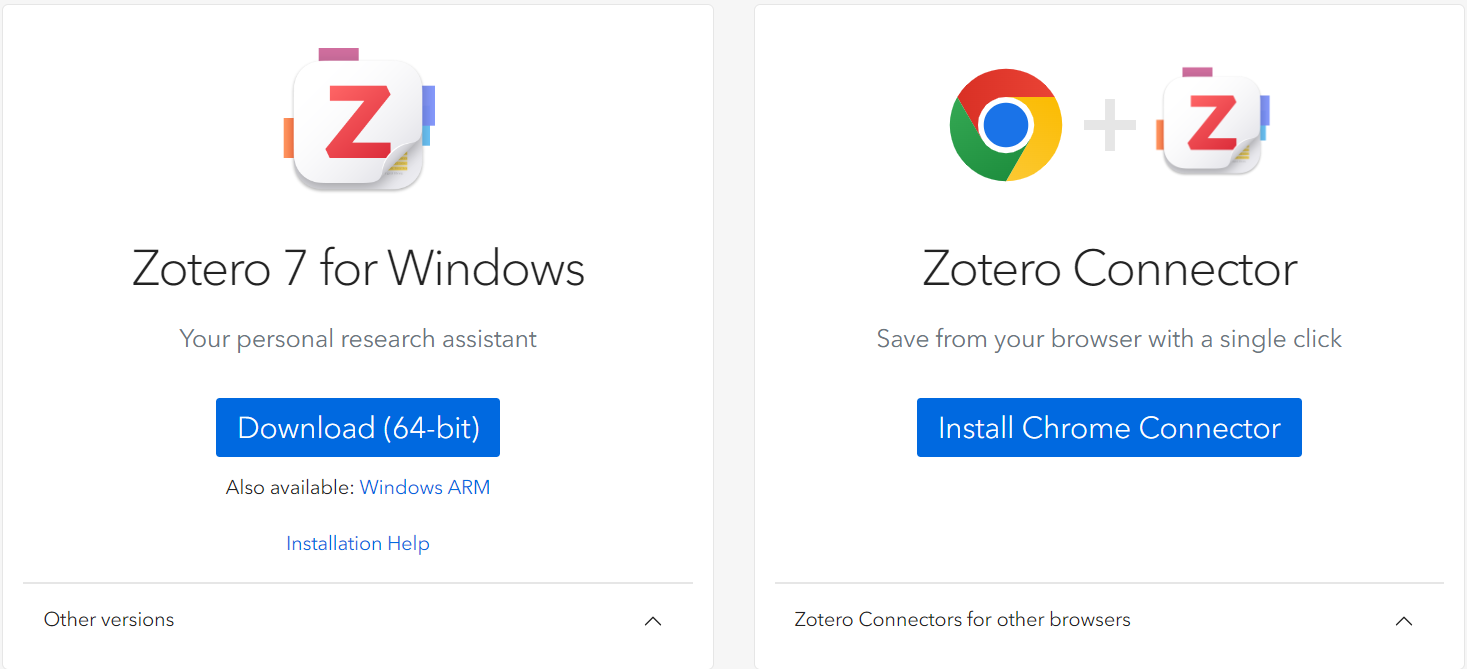 Z
Zotero 7 for Windows
Your personal research assistant
Download (64-bit)
Also available: Windows ARM
Installation Help
Other versions
Z
Zotero Connector
Save from your browser with a single click
Install Chrome Connector
Zotero Connectors for other browsers